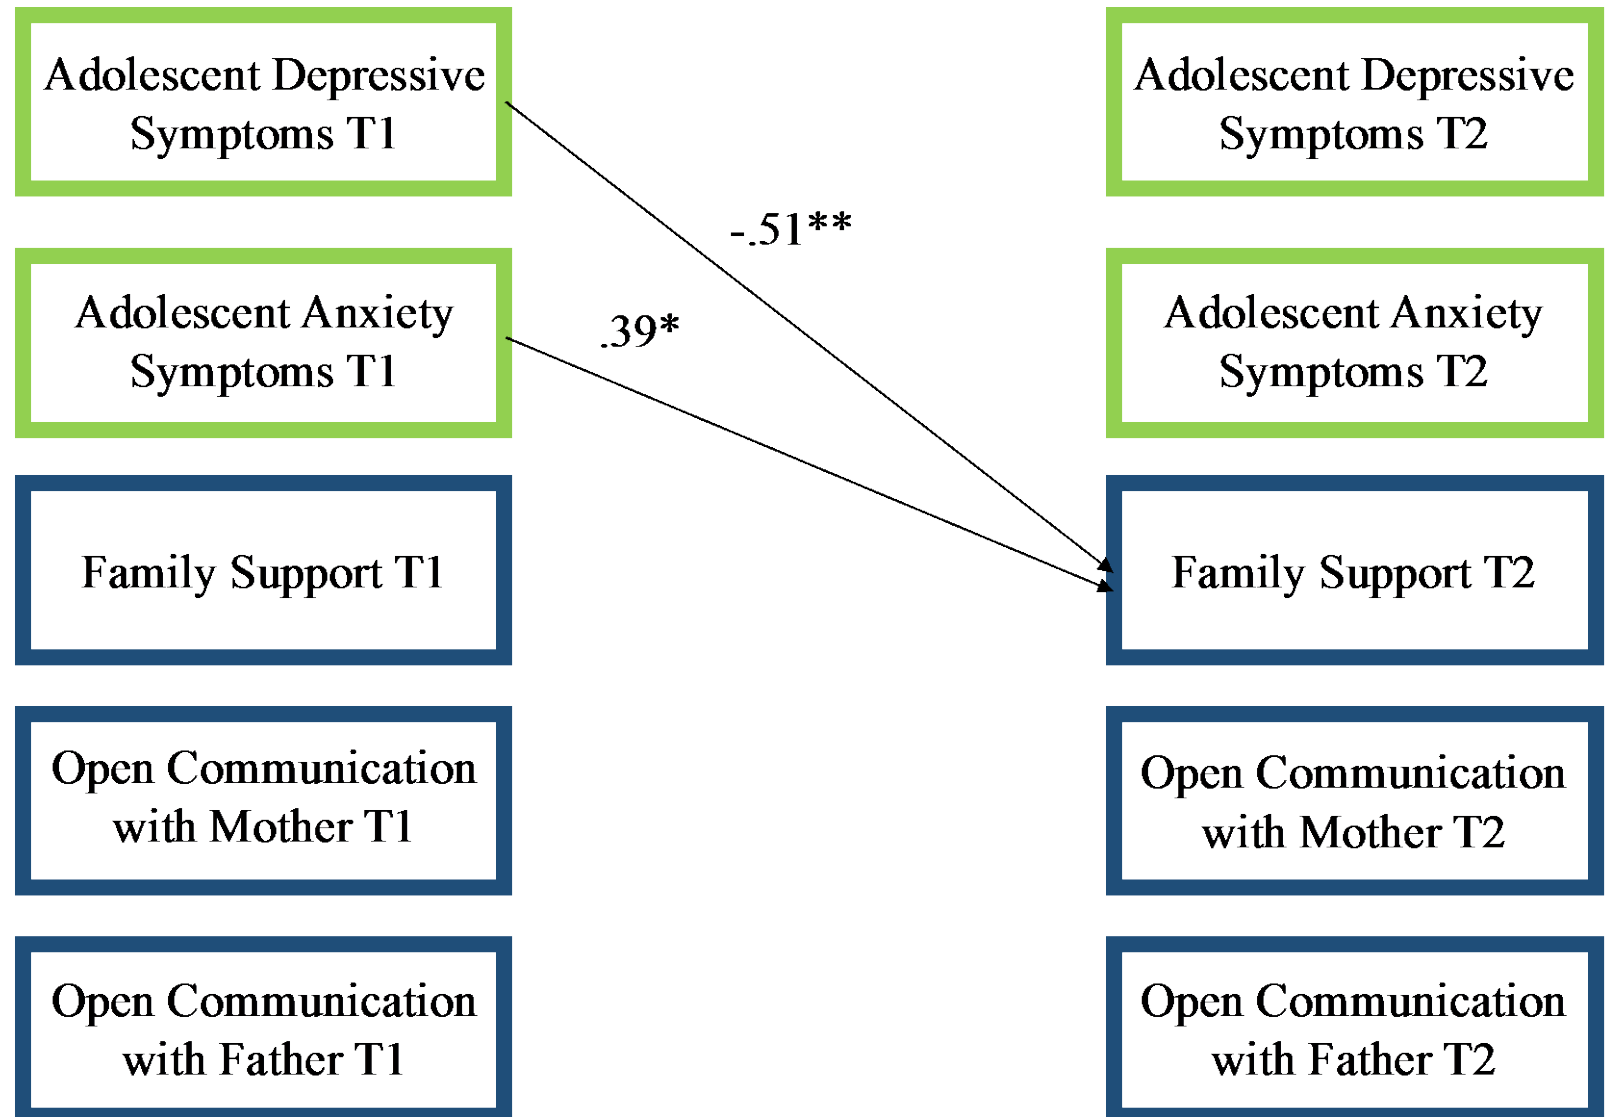 Adolescent Depressive
Symptoms T1
Adolescent Depressive
Symptoms T2
-.51**
Adolescent Anxiety
Symptoms T1
.39*
Adolescent Anxiety
Symptoms T2
Family Support T1
Family Support T2
Open Communication
with Mother T1
Open Communication
with Mother T2
Open Communication
with Father T1
Open Communication
with Father T2